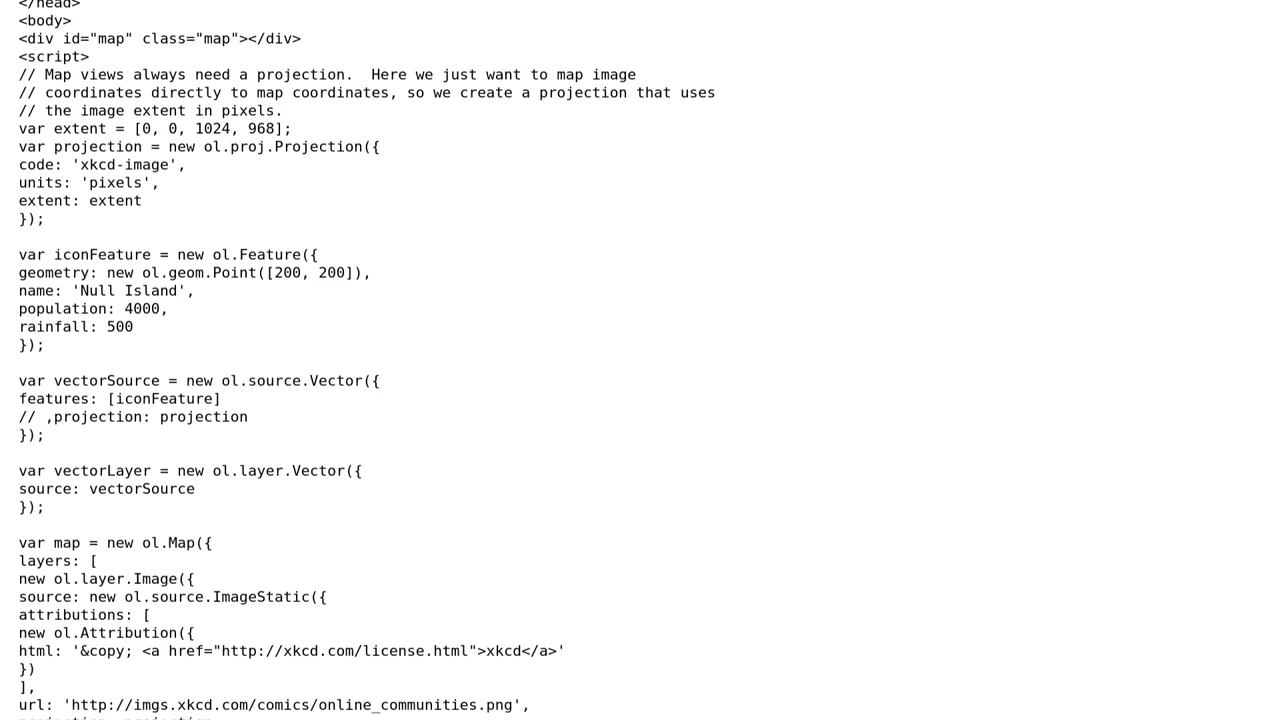 </head>
<body>
<div id="map" class="map"></div>
<script>
// Map views always need a projection.  Here we just want to map image
// coordinates directly to map coordinates, so we create a projection that uses
// the image extent in pixels.
var extent = [0, 0, 1024, 968];
var projection = new ol.proj.Projection({
code: 'xkcd-image',
units: 'pixels',
extent: extent
});

var iconFeature = new ol.Feature({
geometry: new ol.geom.Point([200, 200]),
name: 'Null Island',
population: 4000,
rainfall: 500
});

var vectorSource = new ol.source.Vector({
features: [iconFeature]
// ,projection: projection
});

var vectorLayer = new ol.layer.Vector({
source: vectorSource
});

var map = new ol.Map({
layers: [
new ol.layer.Image({
source: new ol.source.ImageStatic({
attributions: [
new ol.Attribution({
html: '&copy; <a href="http://xkcd.com/license.html">xkcd</a>'
})
],
url: 'http://imgs.xkcd.com/comics/online_communities.png',